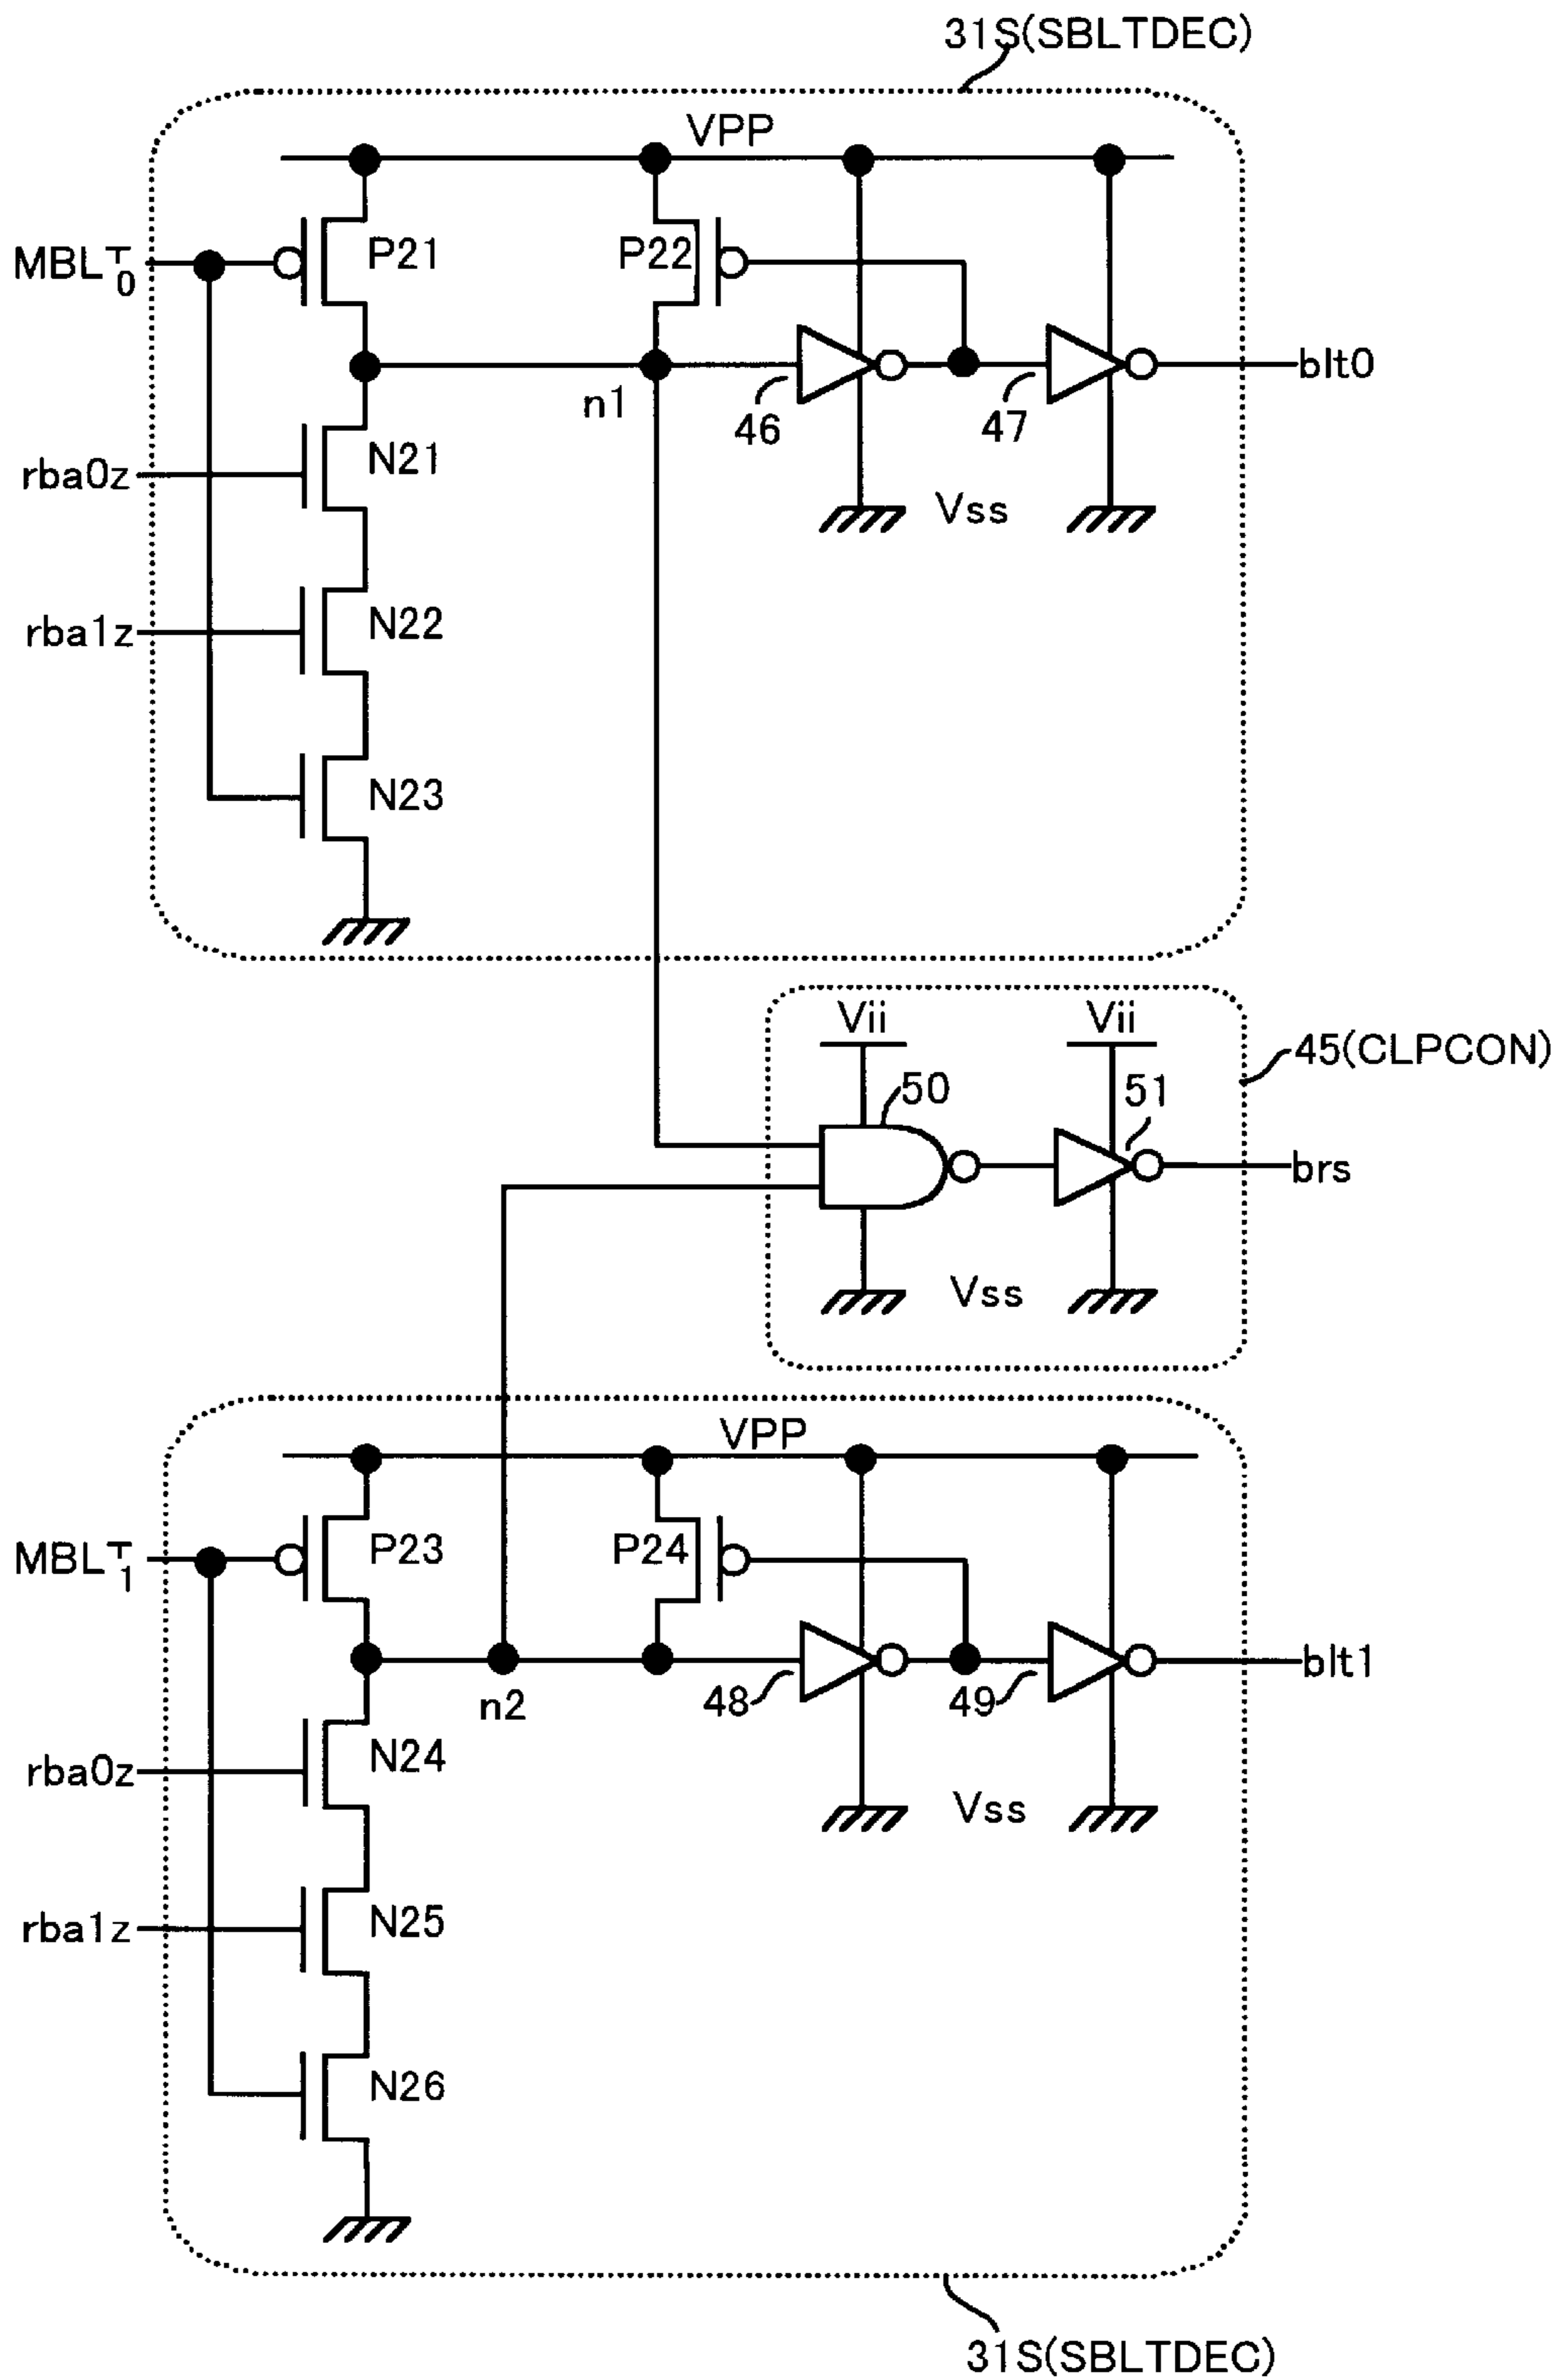 31S(SBLTDEC)
VPP
MBLT0
P21
P22
n1
46
47
blt0
rba0z
N21
Vss
rba1z
N22
N23
Vii
Vii
45(CLPCON)
50
51
brs
Vss
VPP
MBLT1
P23
P24
n2
48
49
blt1
rba0z
N24
Vss
rba1z
N25
N26
31S(SBLTDEC)